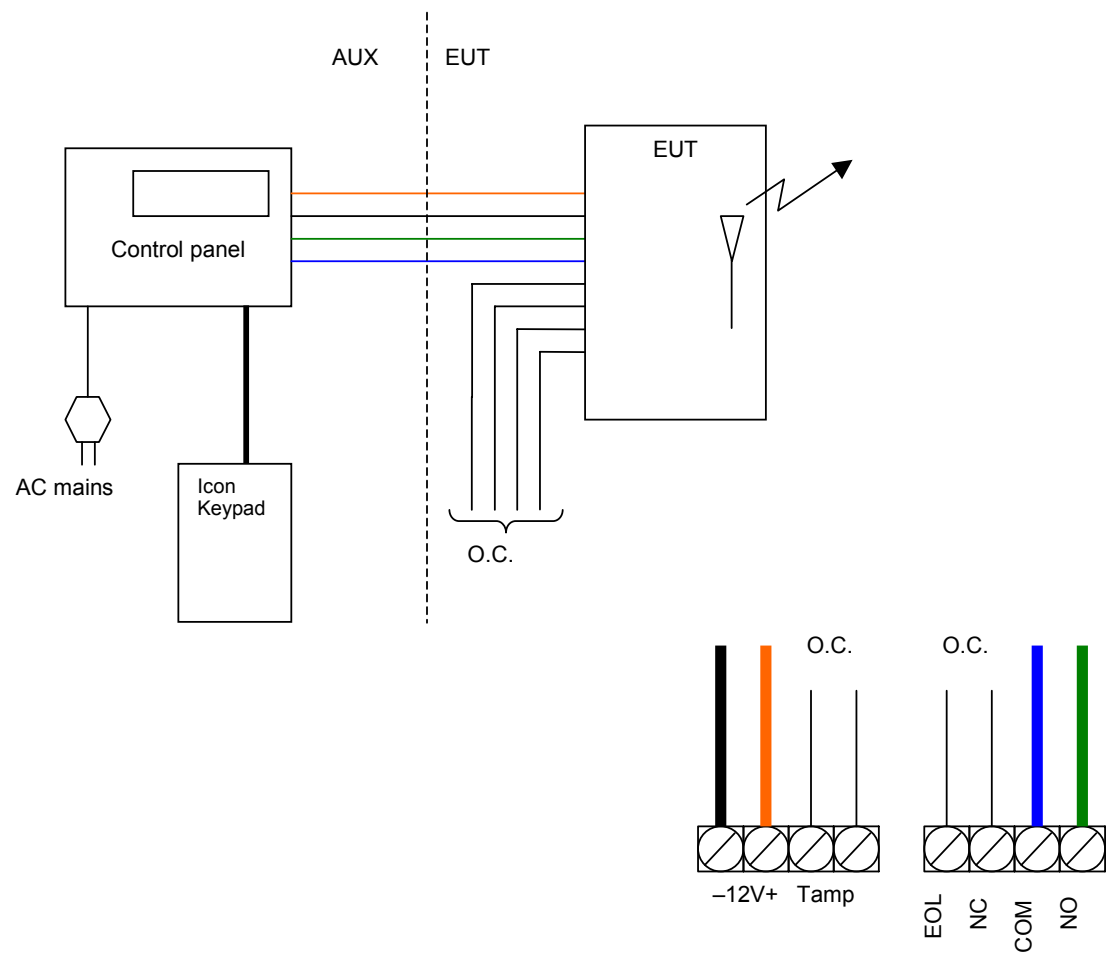 AUX
EUT
EUT
Control panel
AC mains
Icon
Keypad
O.C.
O.C.
O.C.
–12V+
Tamp
EOL
NC
COM
NO